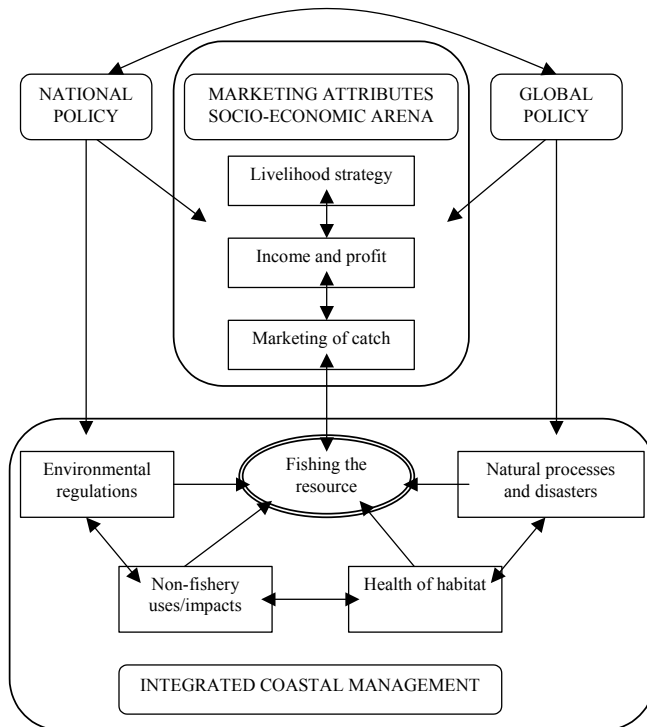 NATIONAL
POLICY
MARKETING ATTRIBUTES
SOCIO-ECONOMIC ARENA
GLOBAL
POLICY
Livelihood strategy
Income and profit
Marketing of catch
Environmental
regulations
Fishing the
resource
Natural processes
and disasters
Non-fishery
uses/impacts
Health of habitat
INTEGRATED COASTAL MANAGEMENT